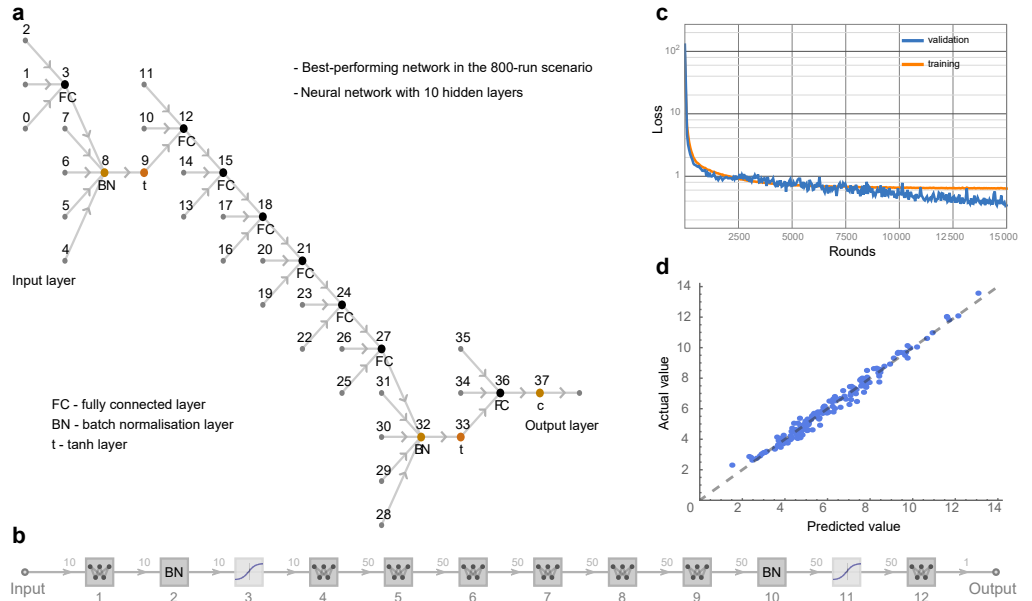 a
2
1
3
FC
0
7
6
8
BN
5
4
9
t
11
10
12
FC
14
15
FC
13
17
18
FC
16
20
21
FC
19
23
24
FC
22
26
27
FC
25
31
30
32
BN
29
28
33
t
35
34
36
FC
37
c
Input layer
Output layer
- Best-performing network in the 800-run scenario
- Neural network with 10 hidden layers
FC - fully connected layer
BN - batch normalisation layer
t - tanh layer
c
validation
training
10²
10
1
Loss
2500 5000 7500 10000 12500 15000
Rounds
d
14
12
10
8
6
4
2
0
Actual value
2 4 6 8 10 12 14
Predicted value
b
10 10 10 10 50 50 50 50 50 50 50 50 1
BN BN
Input Output
1 2 3 4 5 6 7 8 9 10 11 12